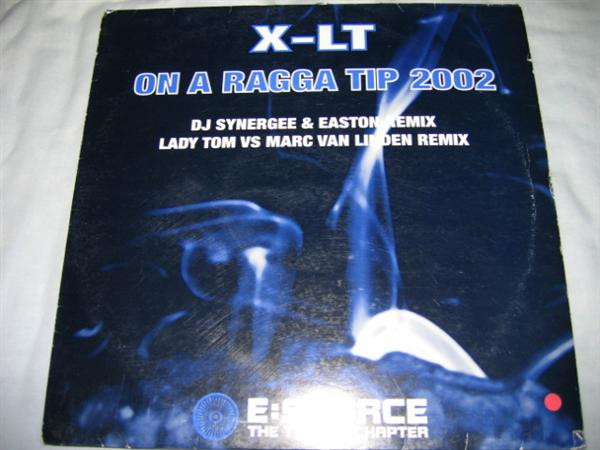 X-LT
ON A RAGGA TIP 2002
DJ SYNERGEE & EASTON REMIX
LADY TOM VS MARC VAN LINDEN REMIX
THE CHAPTER